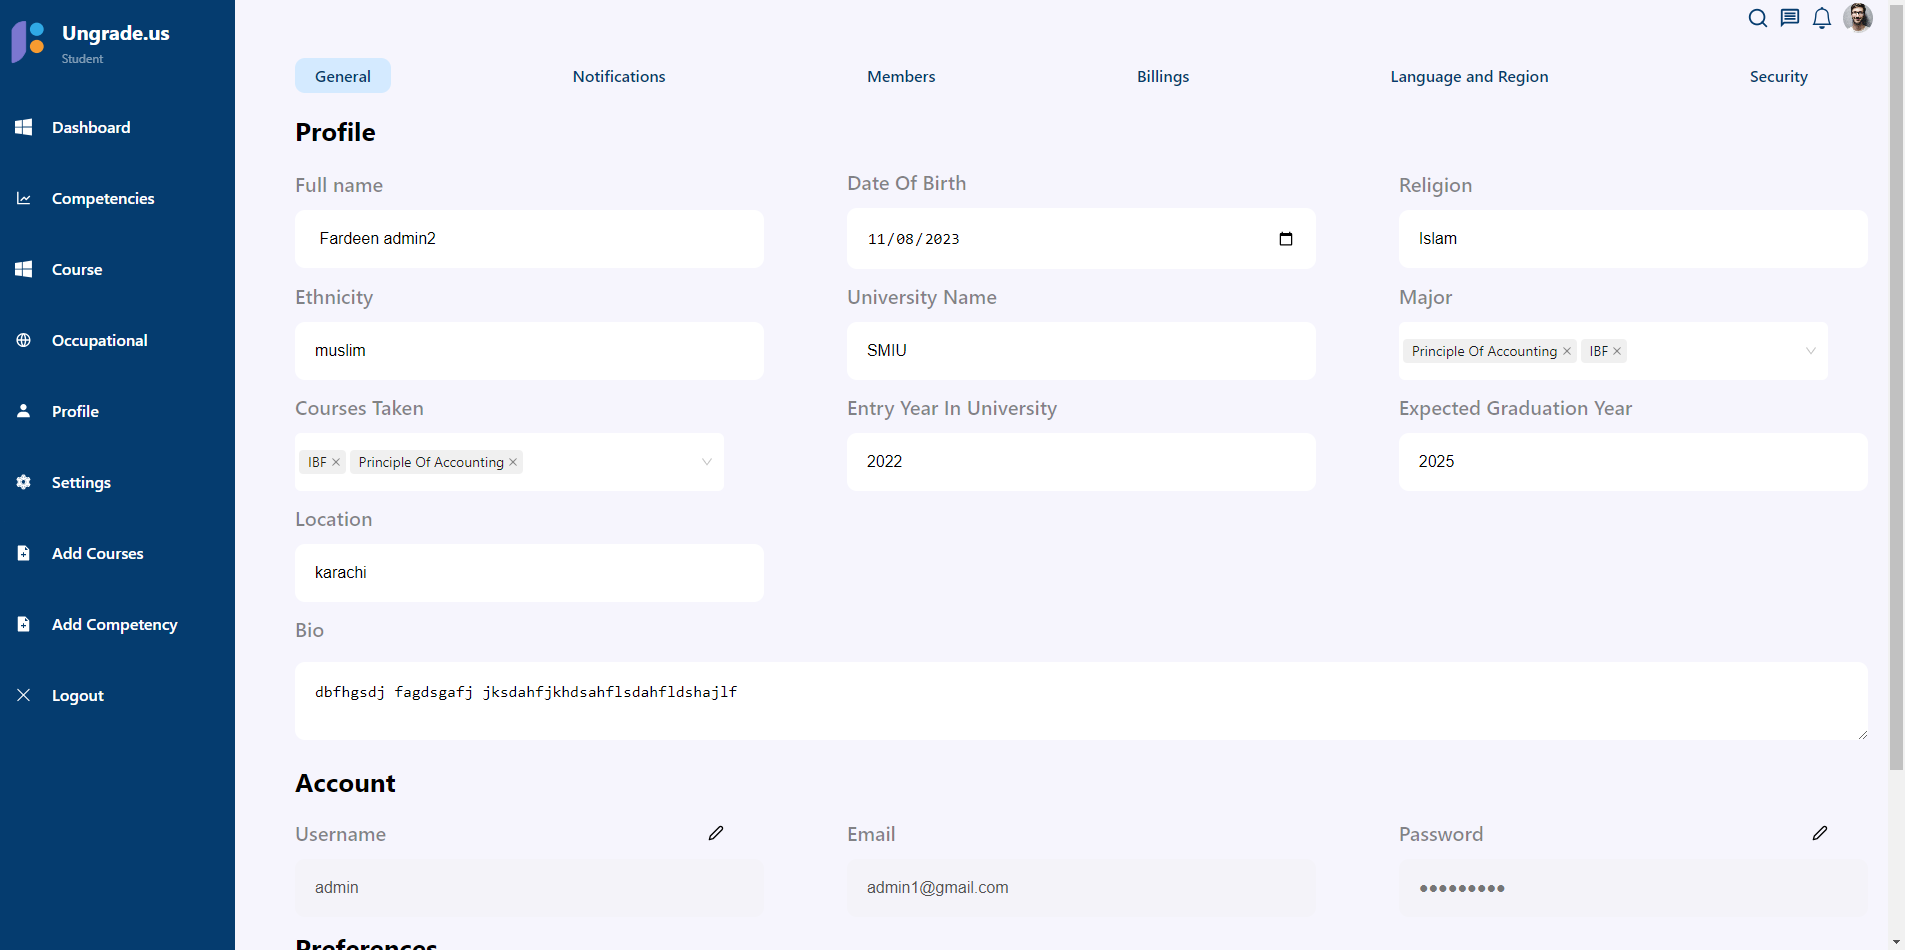 Ungrade.us
Student
Dashboard
Competencies
Course
Occupational
Profile
Settings
Add Courses
Add Competency
Logout
General Notifications Members Billings Language and Region Security
Profile
Full name Date Of Birth Religion
Fardeen admin2 11/08/2023 Islam
Ethnicity University Name Major
muslim SMIU Principle Of Accounting × IBF ×
Courses Taken Entry Year In University Expected Graduation Year
IBF × Principle Of Accounting × 2022 2025
Location
karachi
Bio
dbfhgsdj fagdsgafj jksdahfjkhdsahflsdahfldshajlf
Account
Username Email Password
admin admin1@gmail.com •••••••••
Preferences